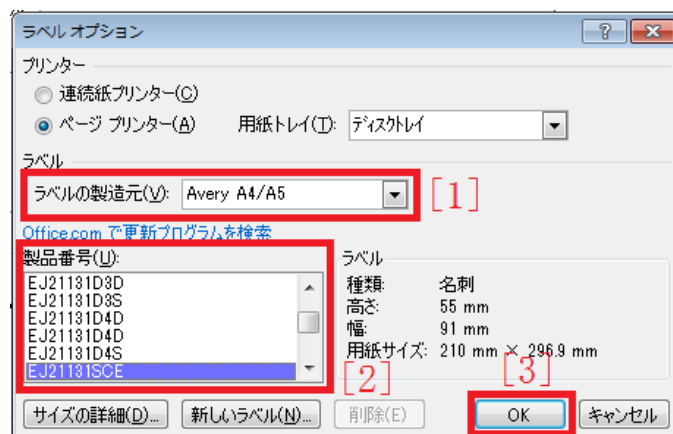 ラベル オプション
プリンター
連続紙プリンター(C)
ページ プリンター(A) 用紙トレイ(T): ディスクトレイ
ラベル
ラベルの製造元(V): Avery A4/A5 [1]
Office.com で更新プログラムを検索
製品番号(U):
EJ21131D3D
EJ21131D3S
EJ21131D4D
EJ21131D4D
EJ21131D4S
EJ21131SCE
[2]
ラベル
種類: 名刺
高さ: 55 mm
幅: 91 mm
用紙サイズ: 210 mm × 296.9 mm
[3]
サイズの詳細(D)... 新しいラベル(N)... 削除(E) OK キャンセル